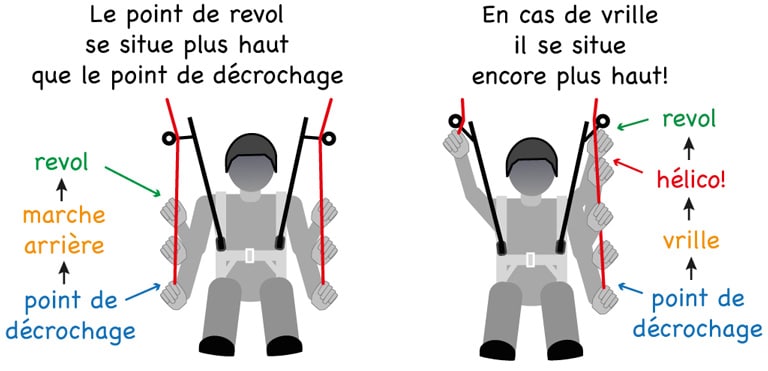 Le point de revol
se situe plus haut
que le point de décrochage
revol
marche
arrière
point de
décrochage
En cas de vrille
il se situe
encore plus haut!
revol
hélico!
vrille
point de
décrochage